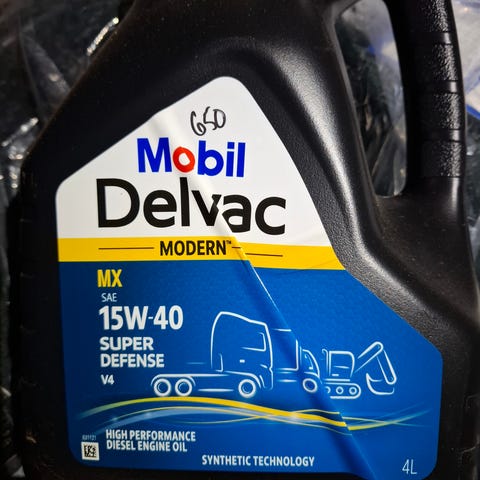 650
Mobil
Delvac
MODERN™
MX
SAE
15W-40
SUPER
DEFENSE
V4
HIGH PERFORMANCE
DIESEL ENGINE OIL
SYNTHETIC TECHNOLOGY
4L